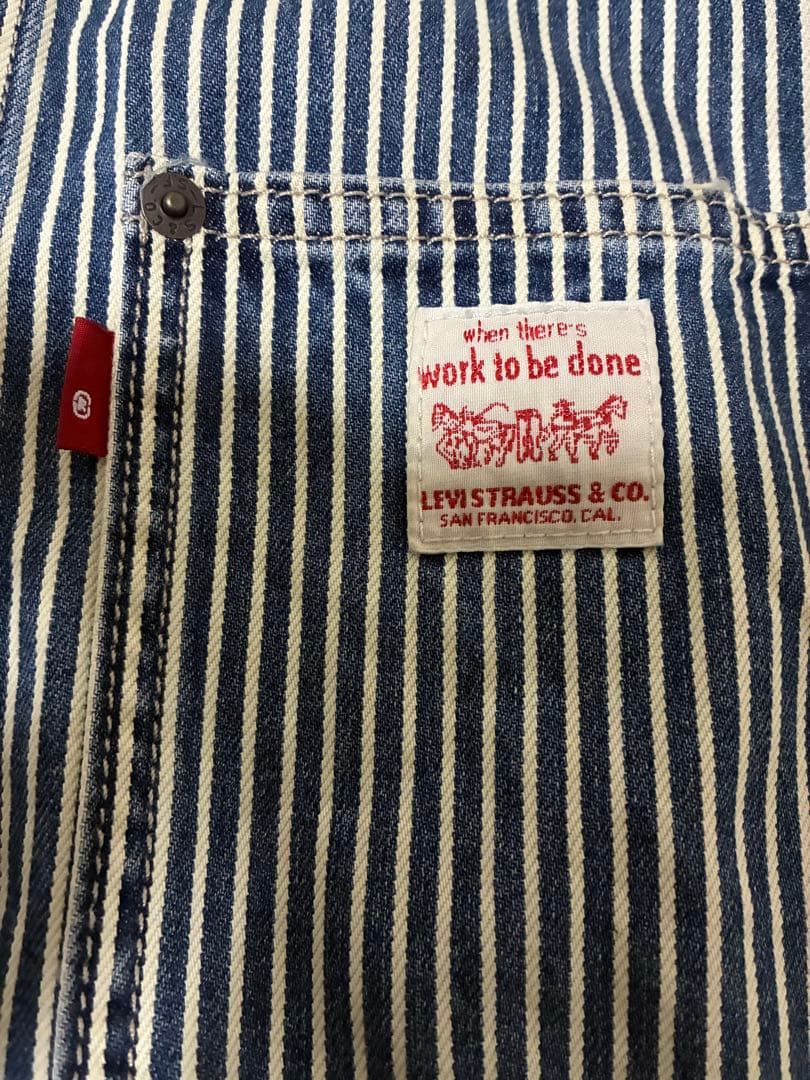 when there's
work to be done
LEVI STRAUSS & CO.
SAN FRANCISCO, CAL.
®